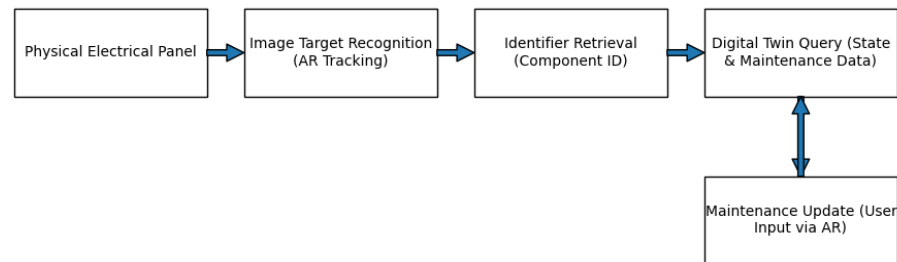 Physical Electrical Panel
Image Target Recognition
(AR Tracking)
Identifier Retrieval
(Component ID)
Digital Twin Query (State
& Maintenance Data)
Maintenance Update (User
Input via AR)